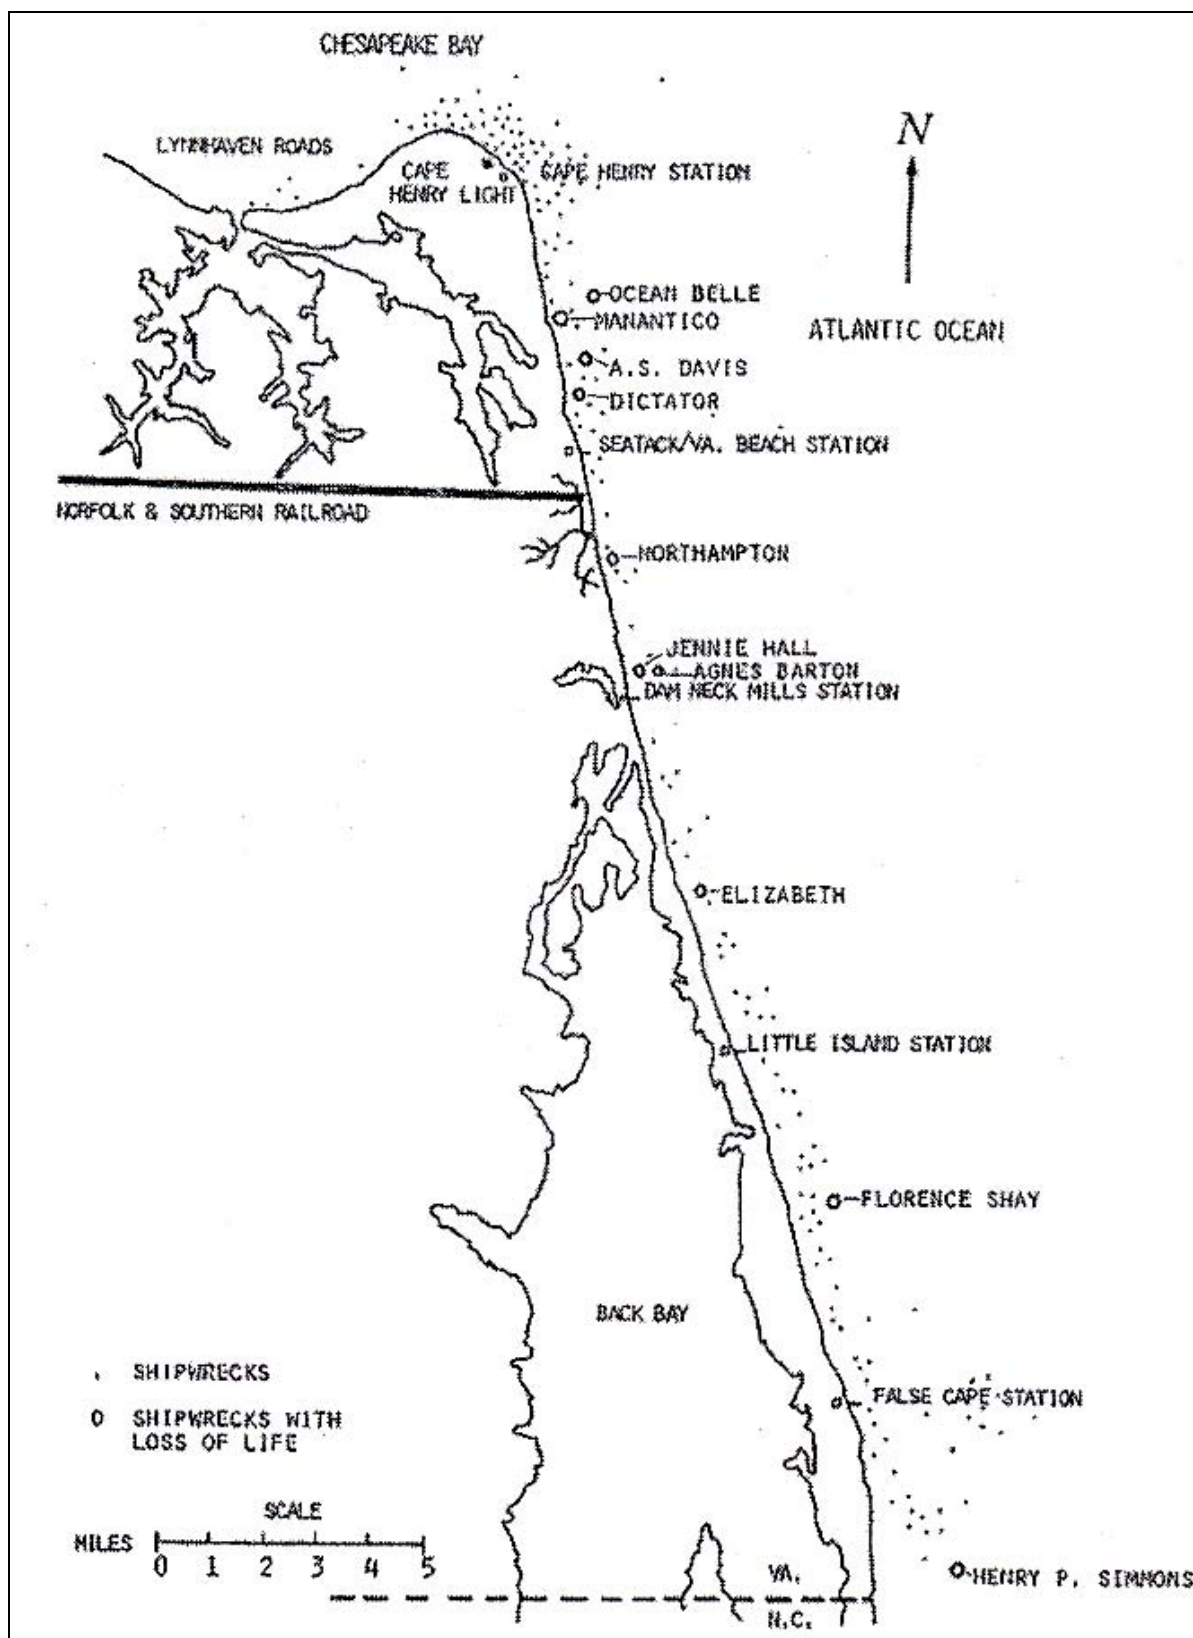 CHESAPEAKE BAY
N
LYNNHAVEN ROADS
CAPE
HENRY LIGHT
CAPE HENRY STATION
OCEAN BELLE
MANANTICO
ATLANTIC OCEAN
A.S. DAVIS
DICTATOR
SEATACK/VA. BEACH STATION
NORFOLK & SOUTHERN RAILROAD
NORTHAMPTON
JENNIE HALL
AGNES BARTON
DAM NECK MILLS STATION
ELIZABETH
LITTLE ISLAND STATION
FLORENCE SHAY
BACK BAY
SHIPWRECKS
FALSE CAPE STATION
O SHIPWRECKS WITH
LOSS OF LIFE
SCALE
MILES
0 1 2 3 4 5
HENRY P. SIMMONS
VA.
N.C.